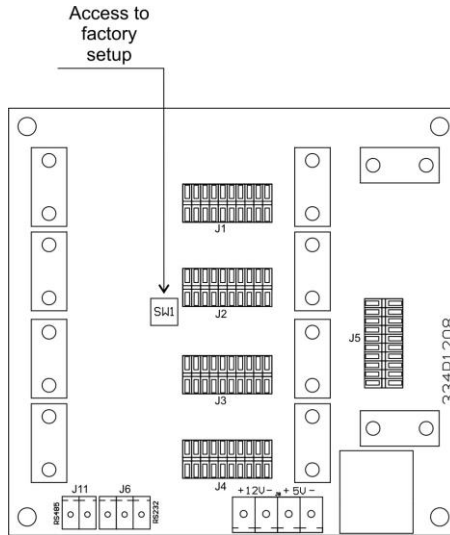 Access to
factory
setup
J1
SW1
J2
J5
J3
J4
334P1208
J11
J6
RS485
RS232
+12V- + 5V -